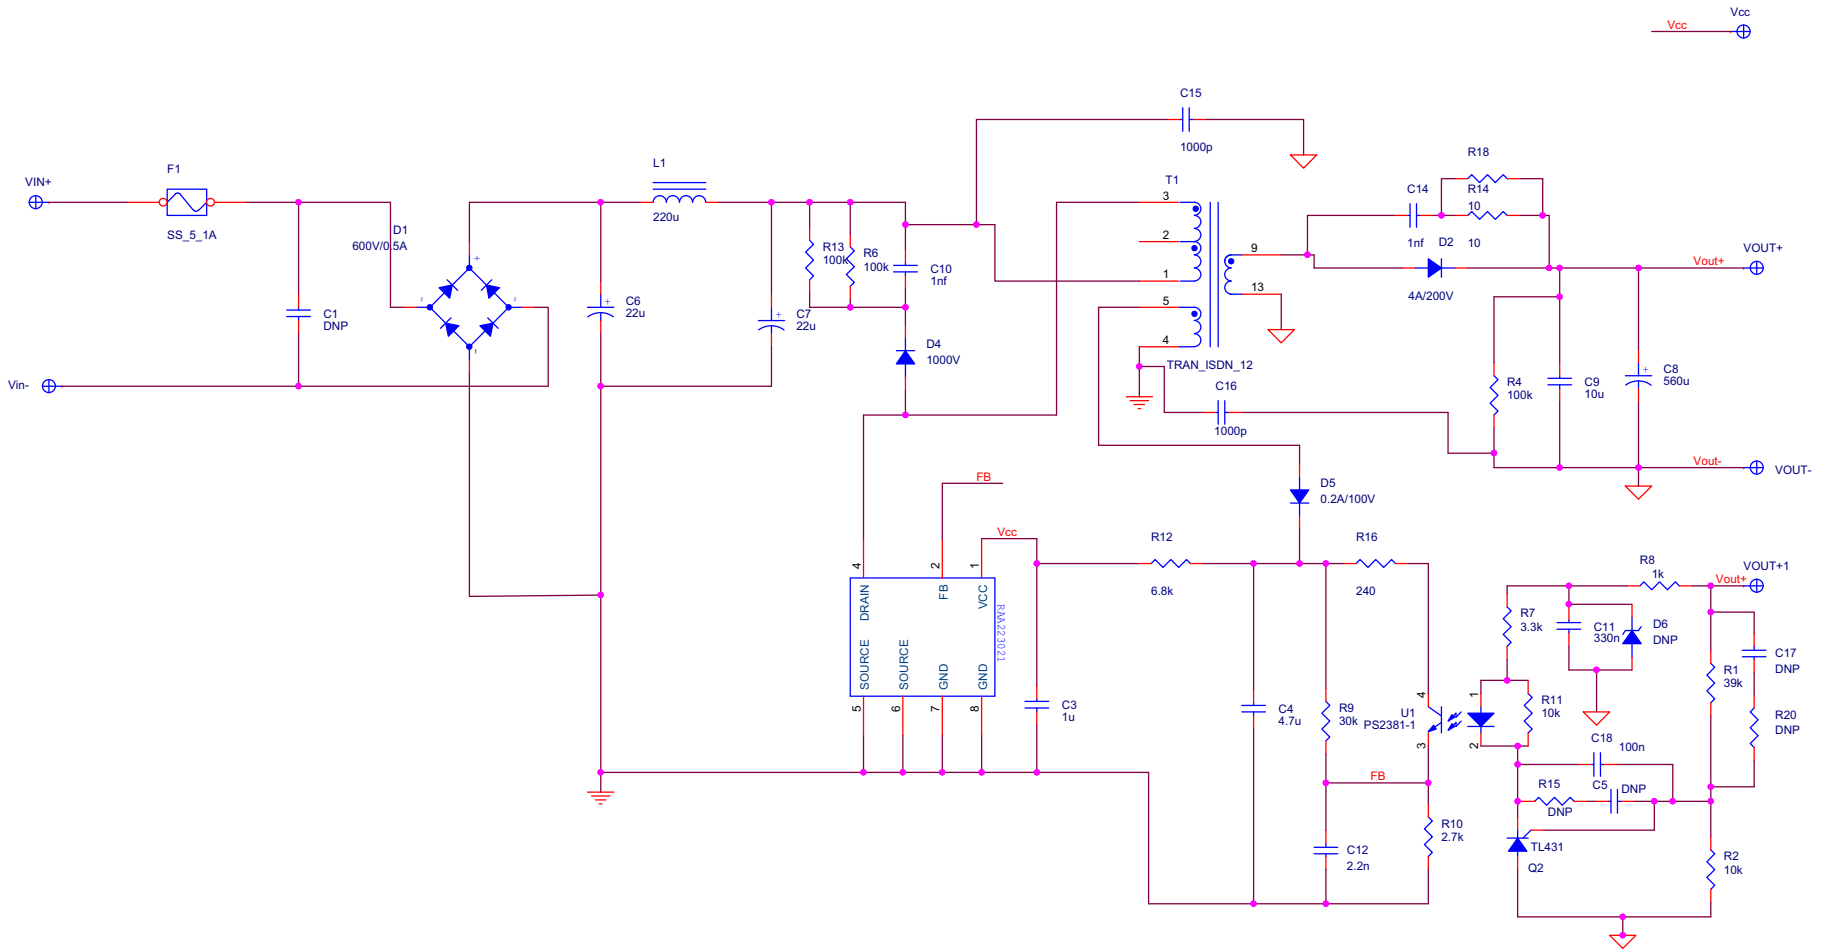 Vcc
Vcc
C15
1000p
F1
VIN+
SS_5_1A
L1
220u
T1
3
2
1
5
4
9
13
TRAN_ISDN_12
R18
R14
10
C14
1nf
D2
10
4A/200V
Vout+
VOUT+
D1
600V/0.5A
~
+
~
-
C1
DNP
Vin-
+
C6
22u
+
C7
22u
R13
100k
R6
100k
C10
1nf
D4
1000V
C16
1000p
R4
100k
C9
10u
+
C8
560u
Vout-
VOUT-
D5
0.2A/100V
FB
Vcc
R12
6.8k
R16
240
4
2
1
DRAIN
FB
VCC
RAA223021
SOURCE
SOURCE
GND
GND
5
6
7
8
C3
1u
C4
4.7u
R9
30k
U1
PS2381-1
4
3
1
2
FB
C12
2.2n
R10
2.7k
R8
1k
Vout+
VOUT+1
R7
3.3k
C11
330n
D6
DNP
C17
DNP
R1
39k
R11
10k
R20
DNP
C18
100n
R15
DNP
C5
DNP
TL431
Q2
R2
10k